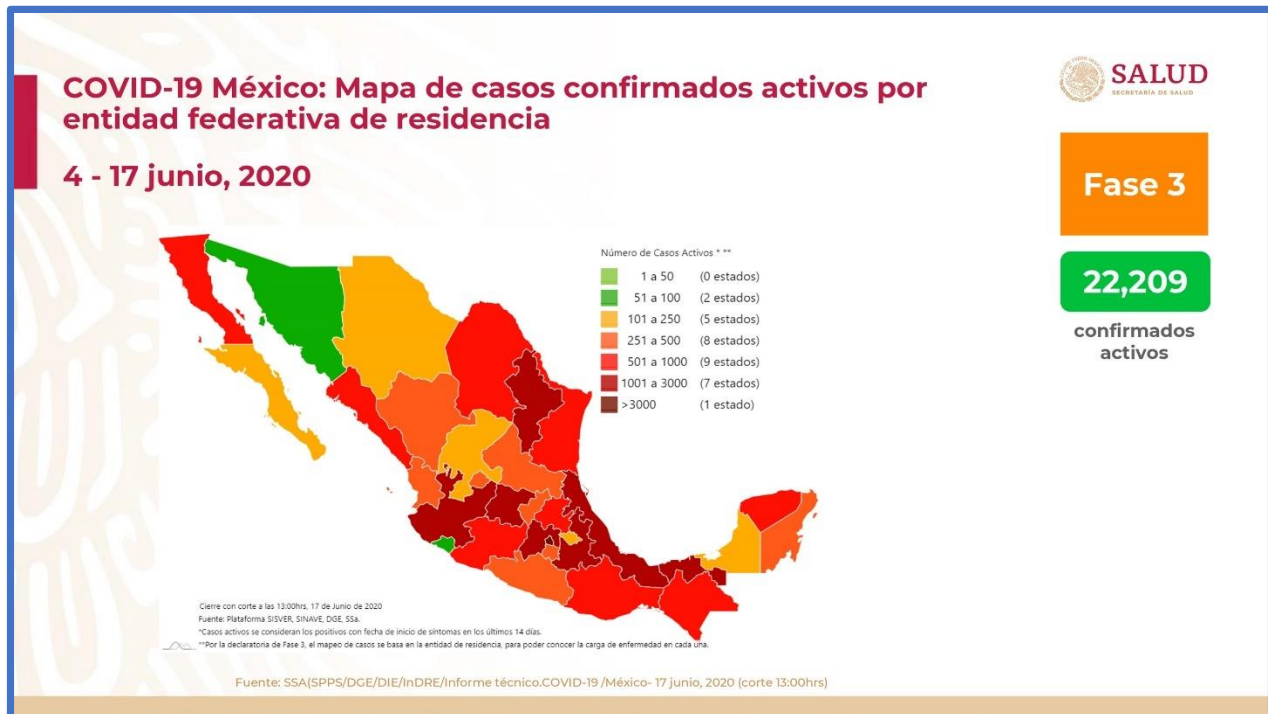 COVID-19 México: Mapa de casos confirmados activos por
entidad federativa de residencia
4 - 17 junio, 2020
SALUD
SECRETARÍA DE SALUD
Fase 3
22,209
confirmados
activos
Número de Casos Activos * **
1 a 50 (0 estados)
51 a 100 (2 estados)
101 a 250 (5 estados)
251 a 500 (8 estados)
501 a 1000 (9 estados)
1001 a 3000 (7 estados)
>3000 (1 estado)
Cierre con corte a las 13:00hrs, 17 de Junio de 2020
Fuente: Plataforma SISVER, SINAVE, DGE, SSa.
*Casos activos se consideran los positivos con fecha de inicio de síntomas en los últimos 14 días.
**Por la declaratoria de Fase 3, el mapeo de casos se basa en la entidad de residencia, para poder conocer la carga de enfermedad en cada una.
Fuente: SSA(SPPS/DGE/DIE/InDRE/Informe técnico.COVID-19 /México- 17 junio, 2020 (corte 13:00hrs)